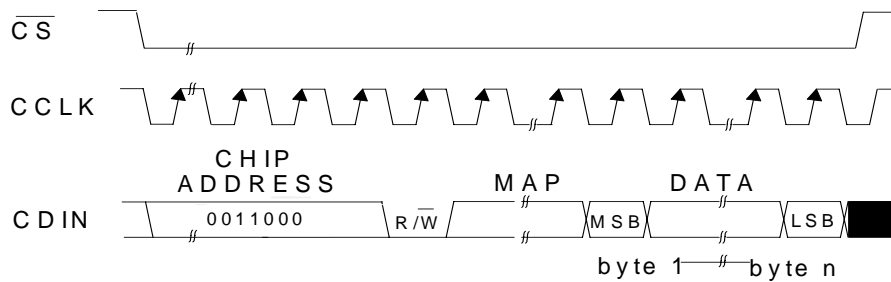 CS
CCLK
CHIP
ADDRESS MAP DATA
CDIN 0011000 R/W MSB LSB
byte 1 byte n